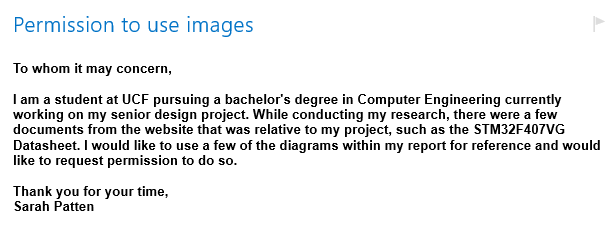 Permission to use images
To whom it may concern,
I am a student at UCF pursuing a bachelor's degree in Computer Engineering currently
working on my senior design project. While conducting my research, there were a few
documents from the website that was relative to my project, such as the STM32F407VG
Datasheet. I would like to use a few of the diagrams within my report for reference and would
like to request permission to do so.
Thank you for your time,
Sarah Patten